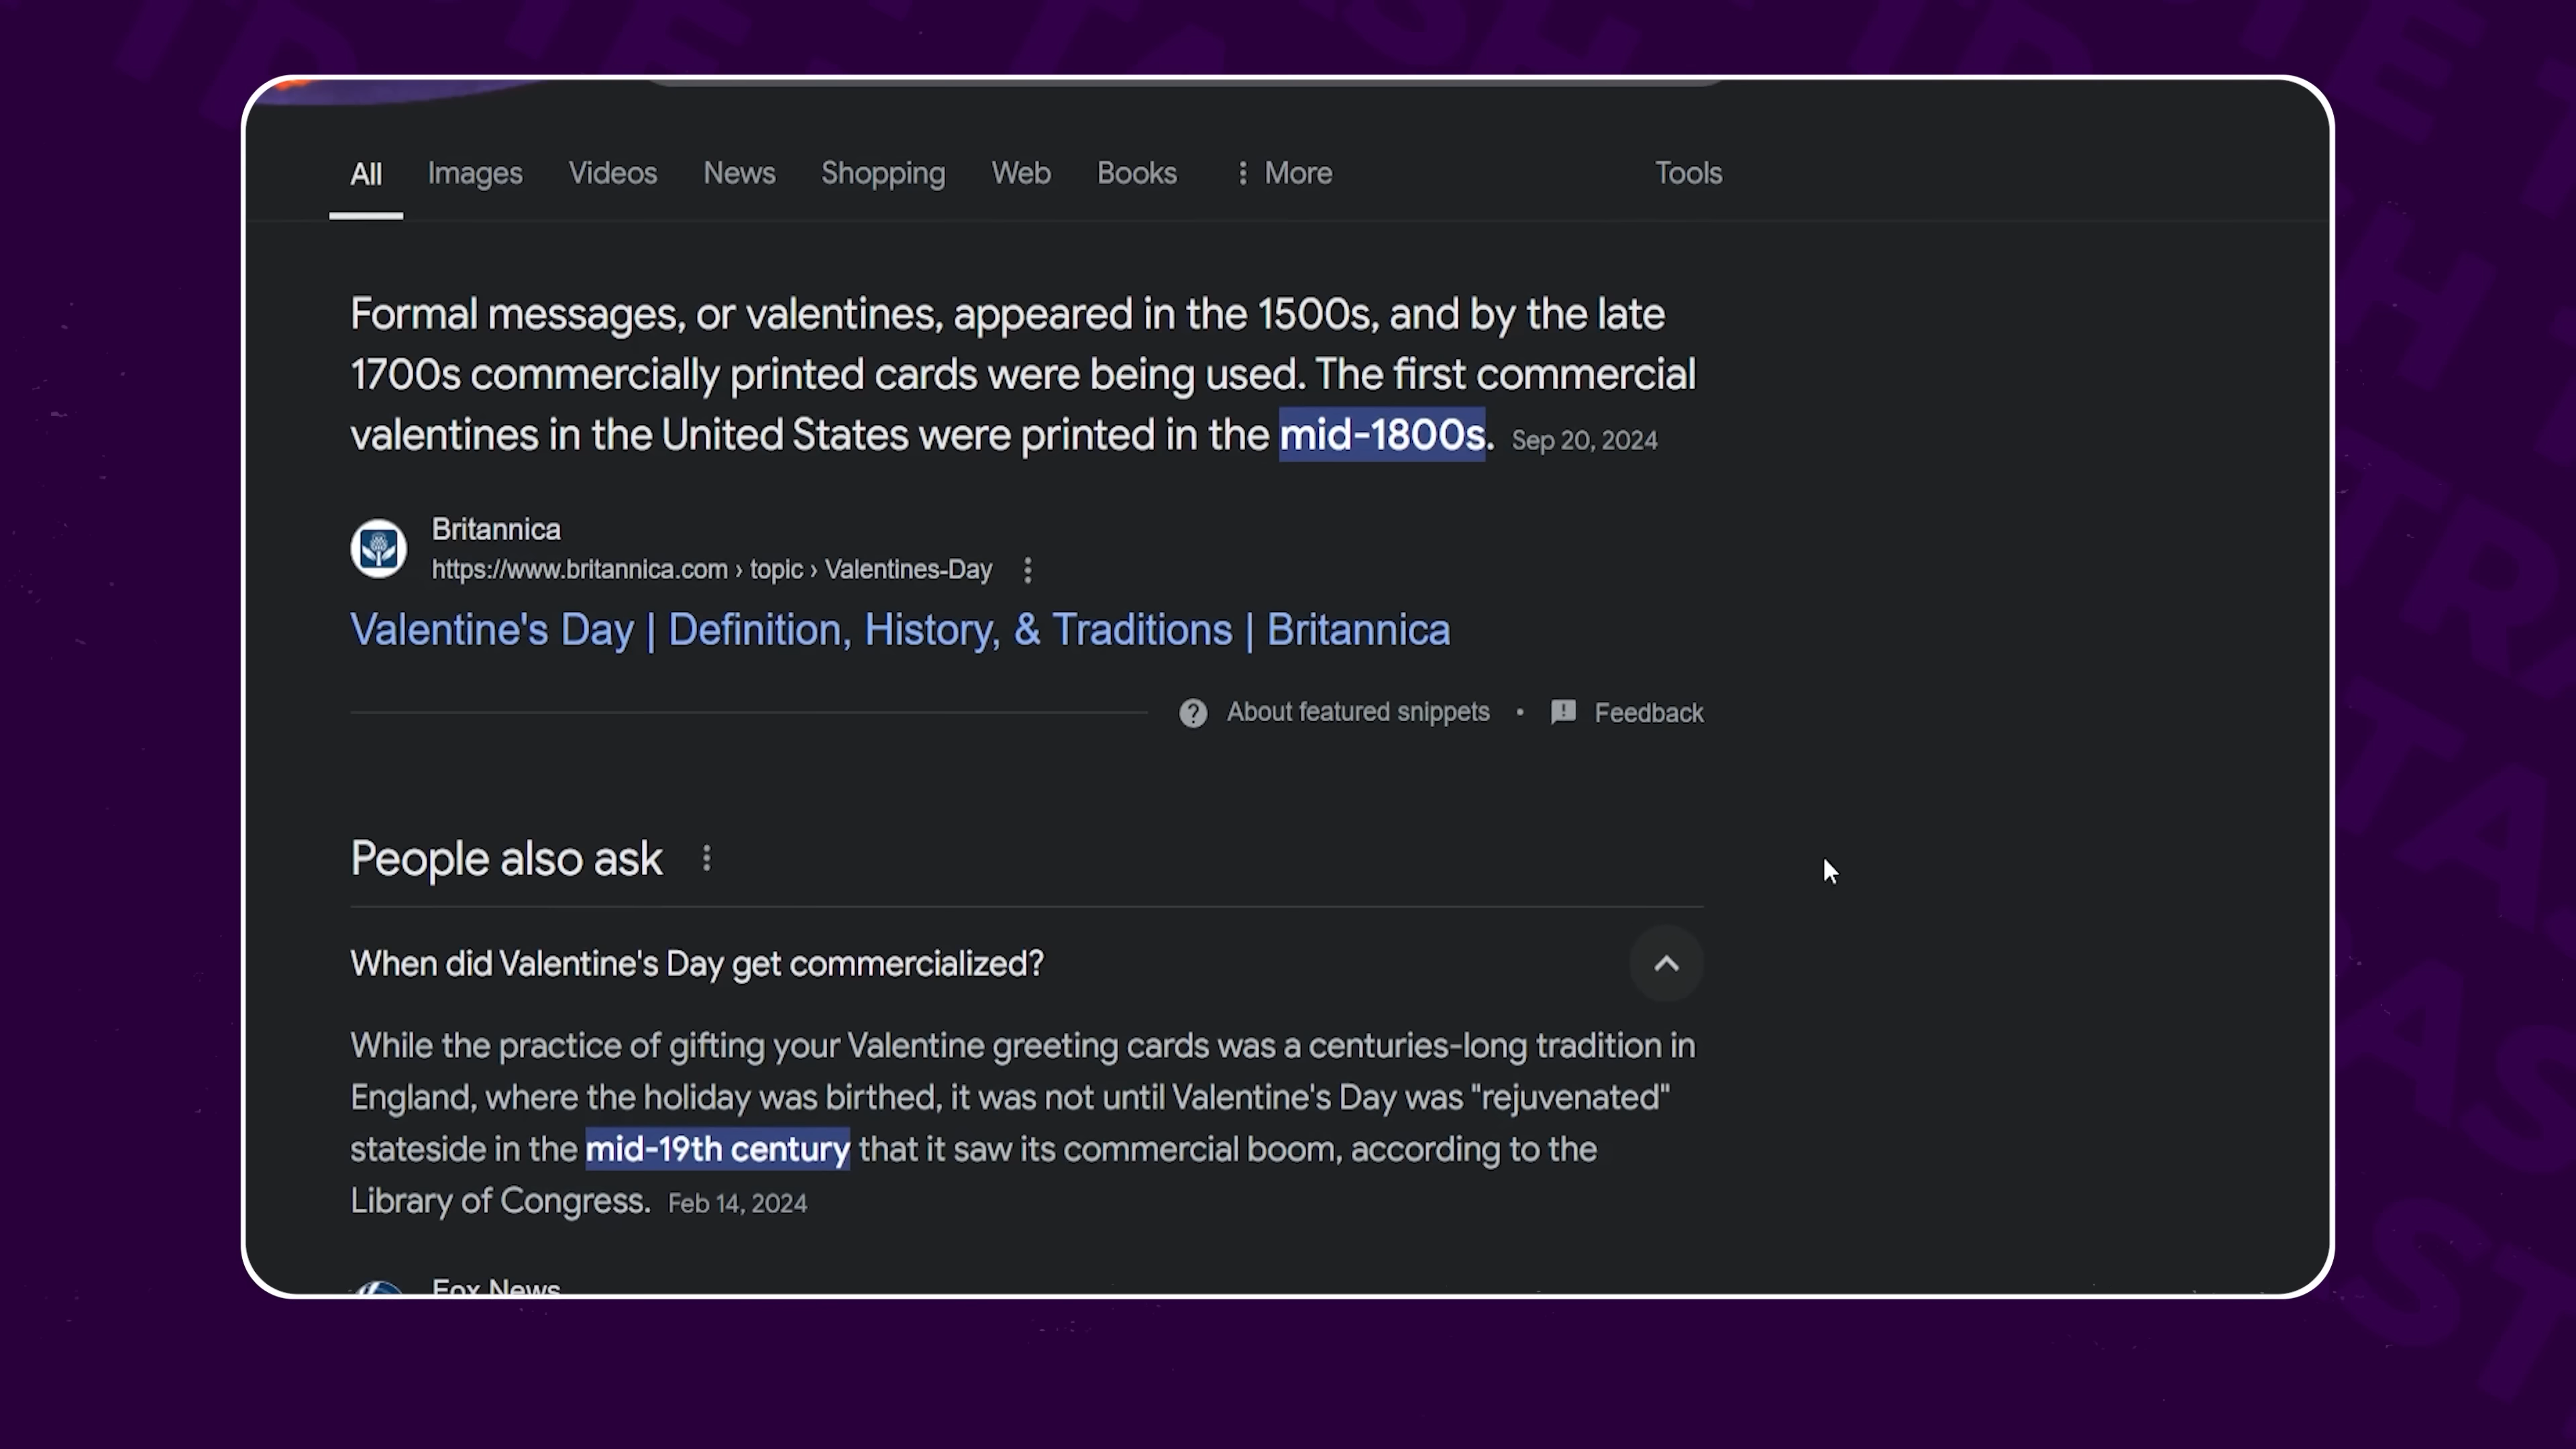 All Images Videos News Shopping Web Books More Tools
Formal messages, or valentines, appeared in the 1500s, and by the late
1700s commercially printed cards were being used. The first commercial
valentines in the United States were printed in the mid-1800s. Sep 20, 2024
Britannica
https://www.britannica.com › topic › Valentines-Day
Valentine's Day | Definition, History, & Traditions | Britannica
About featured snippets • Feedback
People also ask
When did Valentine's Day get commercialized?
While the practice of gifting your Valentine greeting cards was a centuries-long tradition in
England, where the holiday was birthed, it was not until Valentine's Day was "rejuvenated"
stateside in the mid-19th century that it saw its commercial boom, according to the
Library of Congress. Feb 14, 2024
Fox News